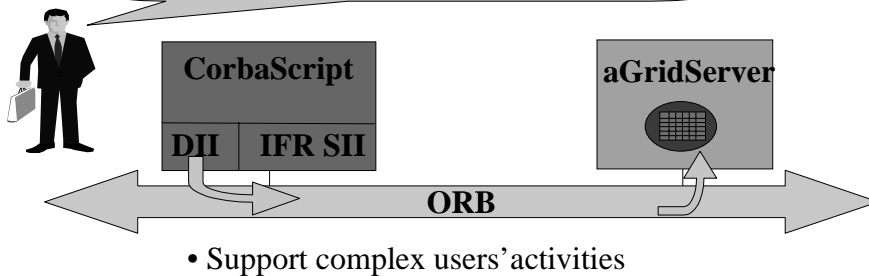 CorbaScript
aGridServer
DII
IFR SII
ORB
• Support complex users’activities